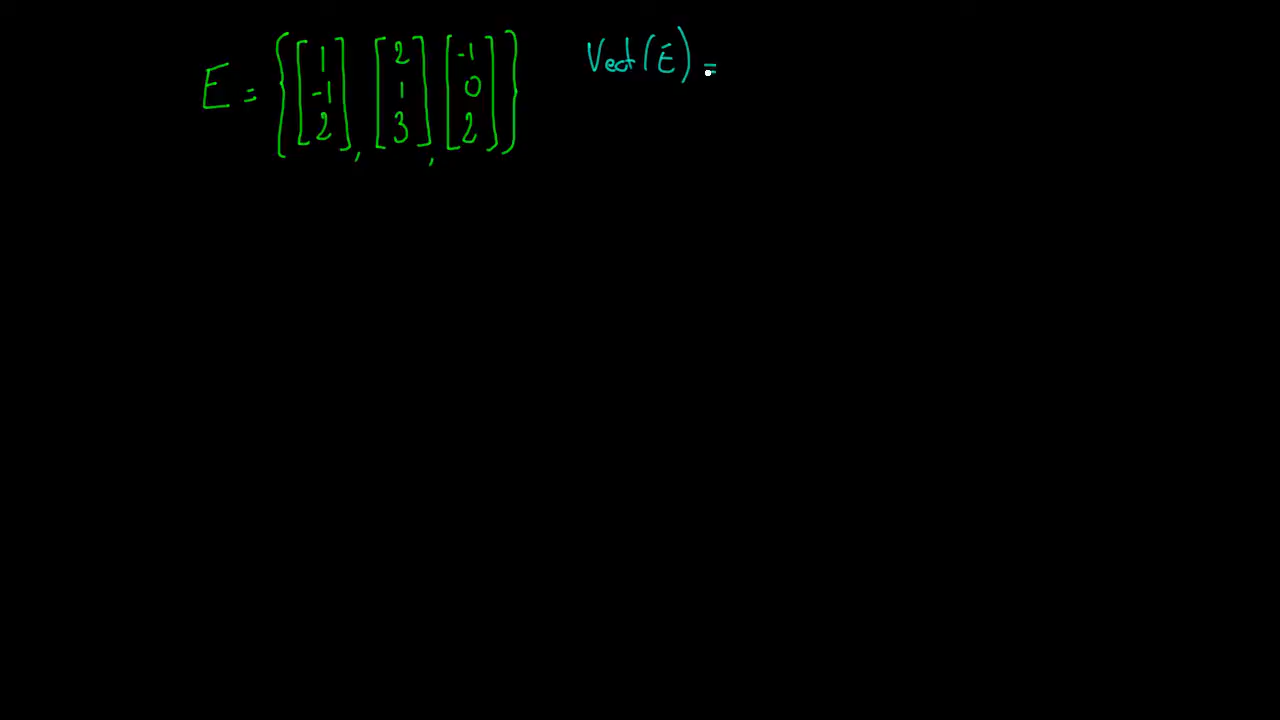 E = { [1 -1 2], [2 1 3], [-1 0 2] } Vect(E) =